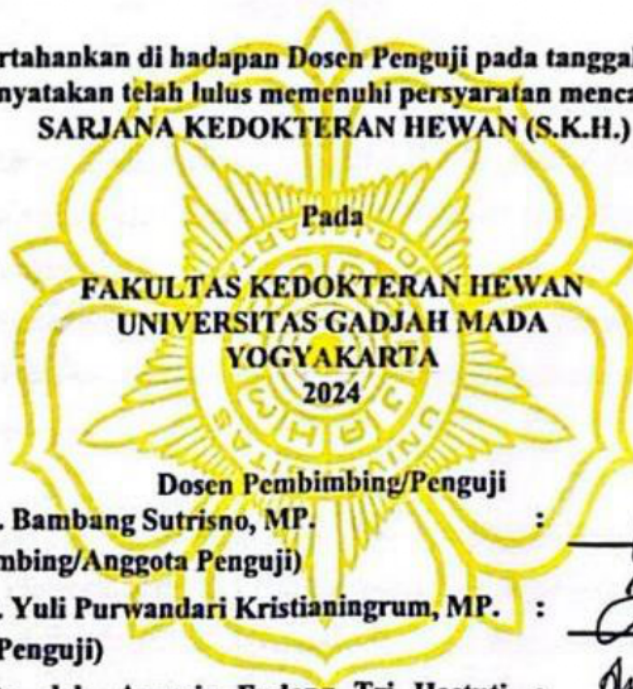 rtahankan di hadapan Dosen Penguji pada tanggal
nyatakan telah lulus memenuhi persyaratan menca
SARJANA KEDOKTERAN HEWAN (S.K.H.)
Pada
FAKULTAS KEDOKTERAN HEWAN
UNIVERSITAS GADJAH MADA
YOGYAKARTA
2024
Dosen Pembimbing/Penguji
. Bambang Sutrisno, MP. :
mbing/Anggota Penguji)
. Yuli Purwandari Kristianingrum, MP. :
Penguji)